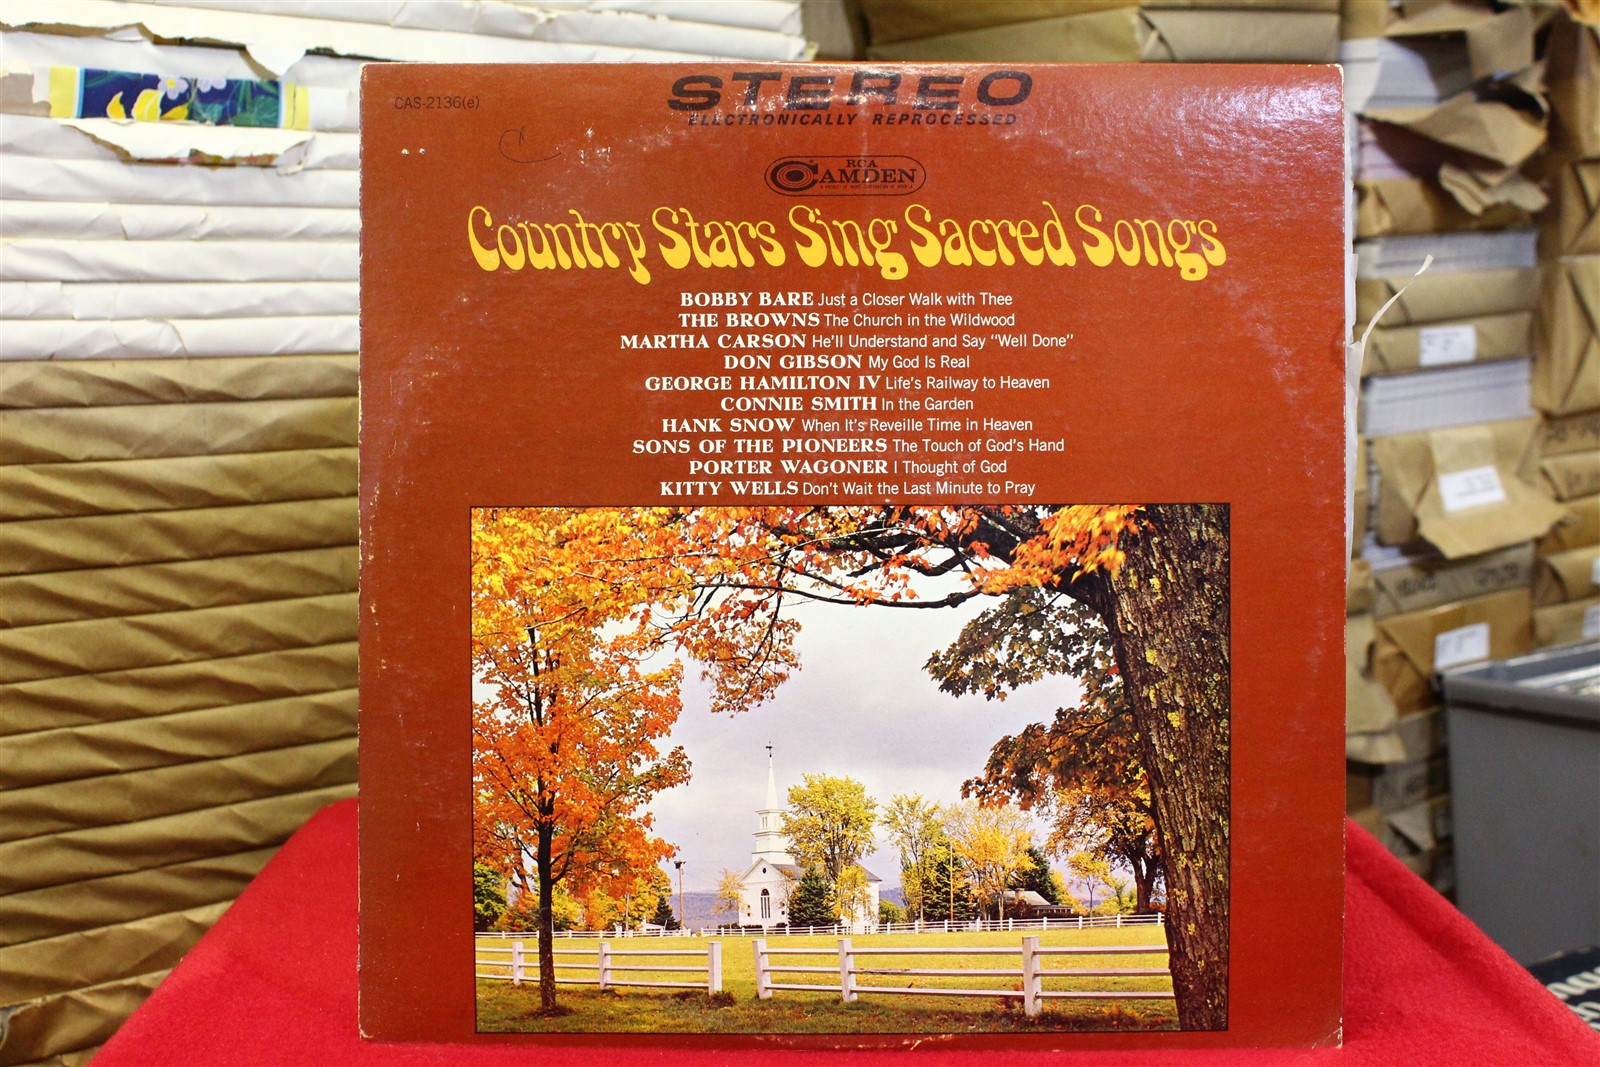 STEREO
CAS-2136(e)
ELECTRONICALLY REPROCESSED
RCA
CAMDEN
Country Stars Sing Sacred Songs
BOBBY BARE Just a Closer Walk with Thee
THE BROWNS The Church in the Wildwood
MARTHA CARSON He'll Understand and Say "Well Done"
DON GIBSON My God Is Real
GEORGE HAMILTON IV Life's Railway to Heaven
CONNIE SMITH In the Garden
HANK SNOW When It's Reveille Time in Heaven
SONS OF THE PIONEERS The Touch of God's Hand
PORTER WAGONER I Thought of God
KITTY WELLS Don't Wait the Last Minute to Pray